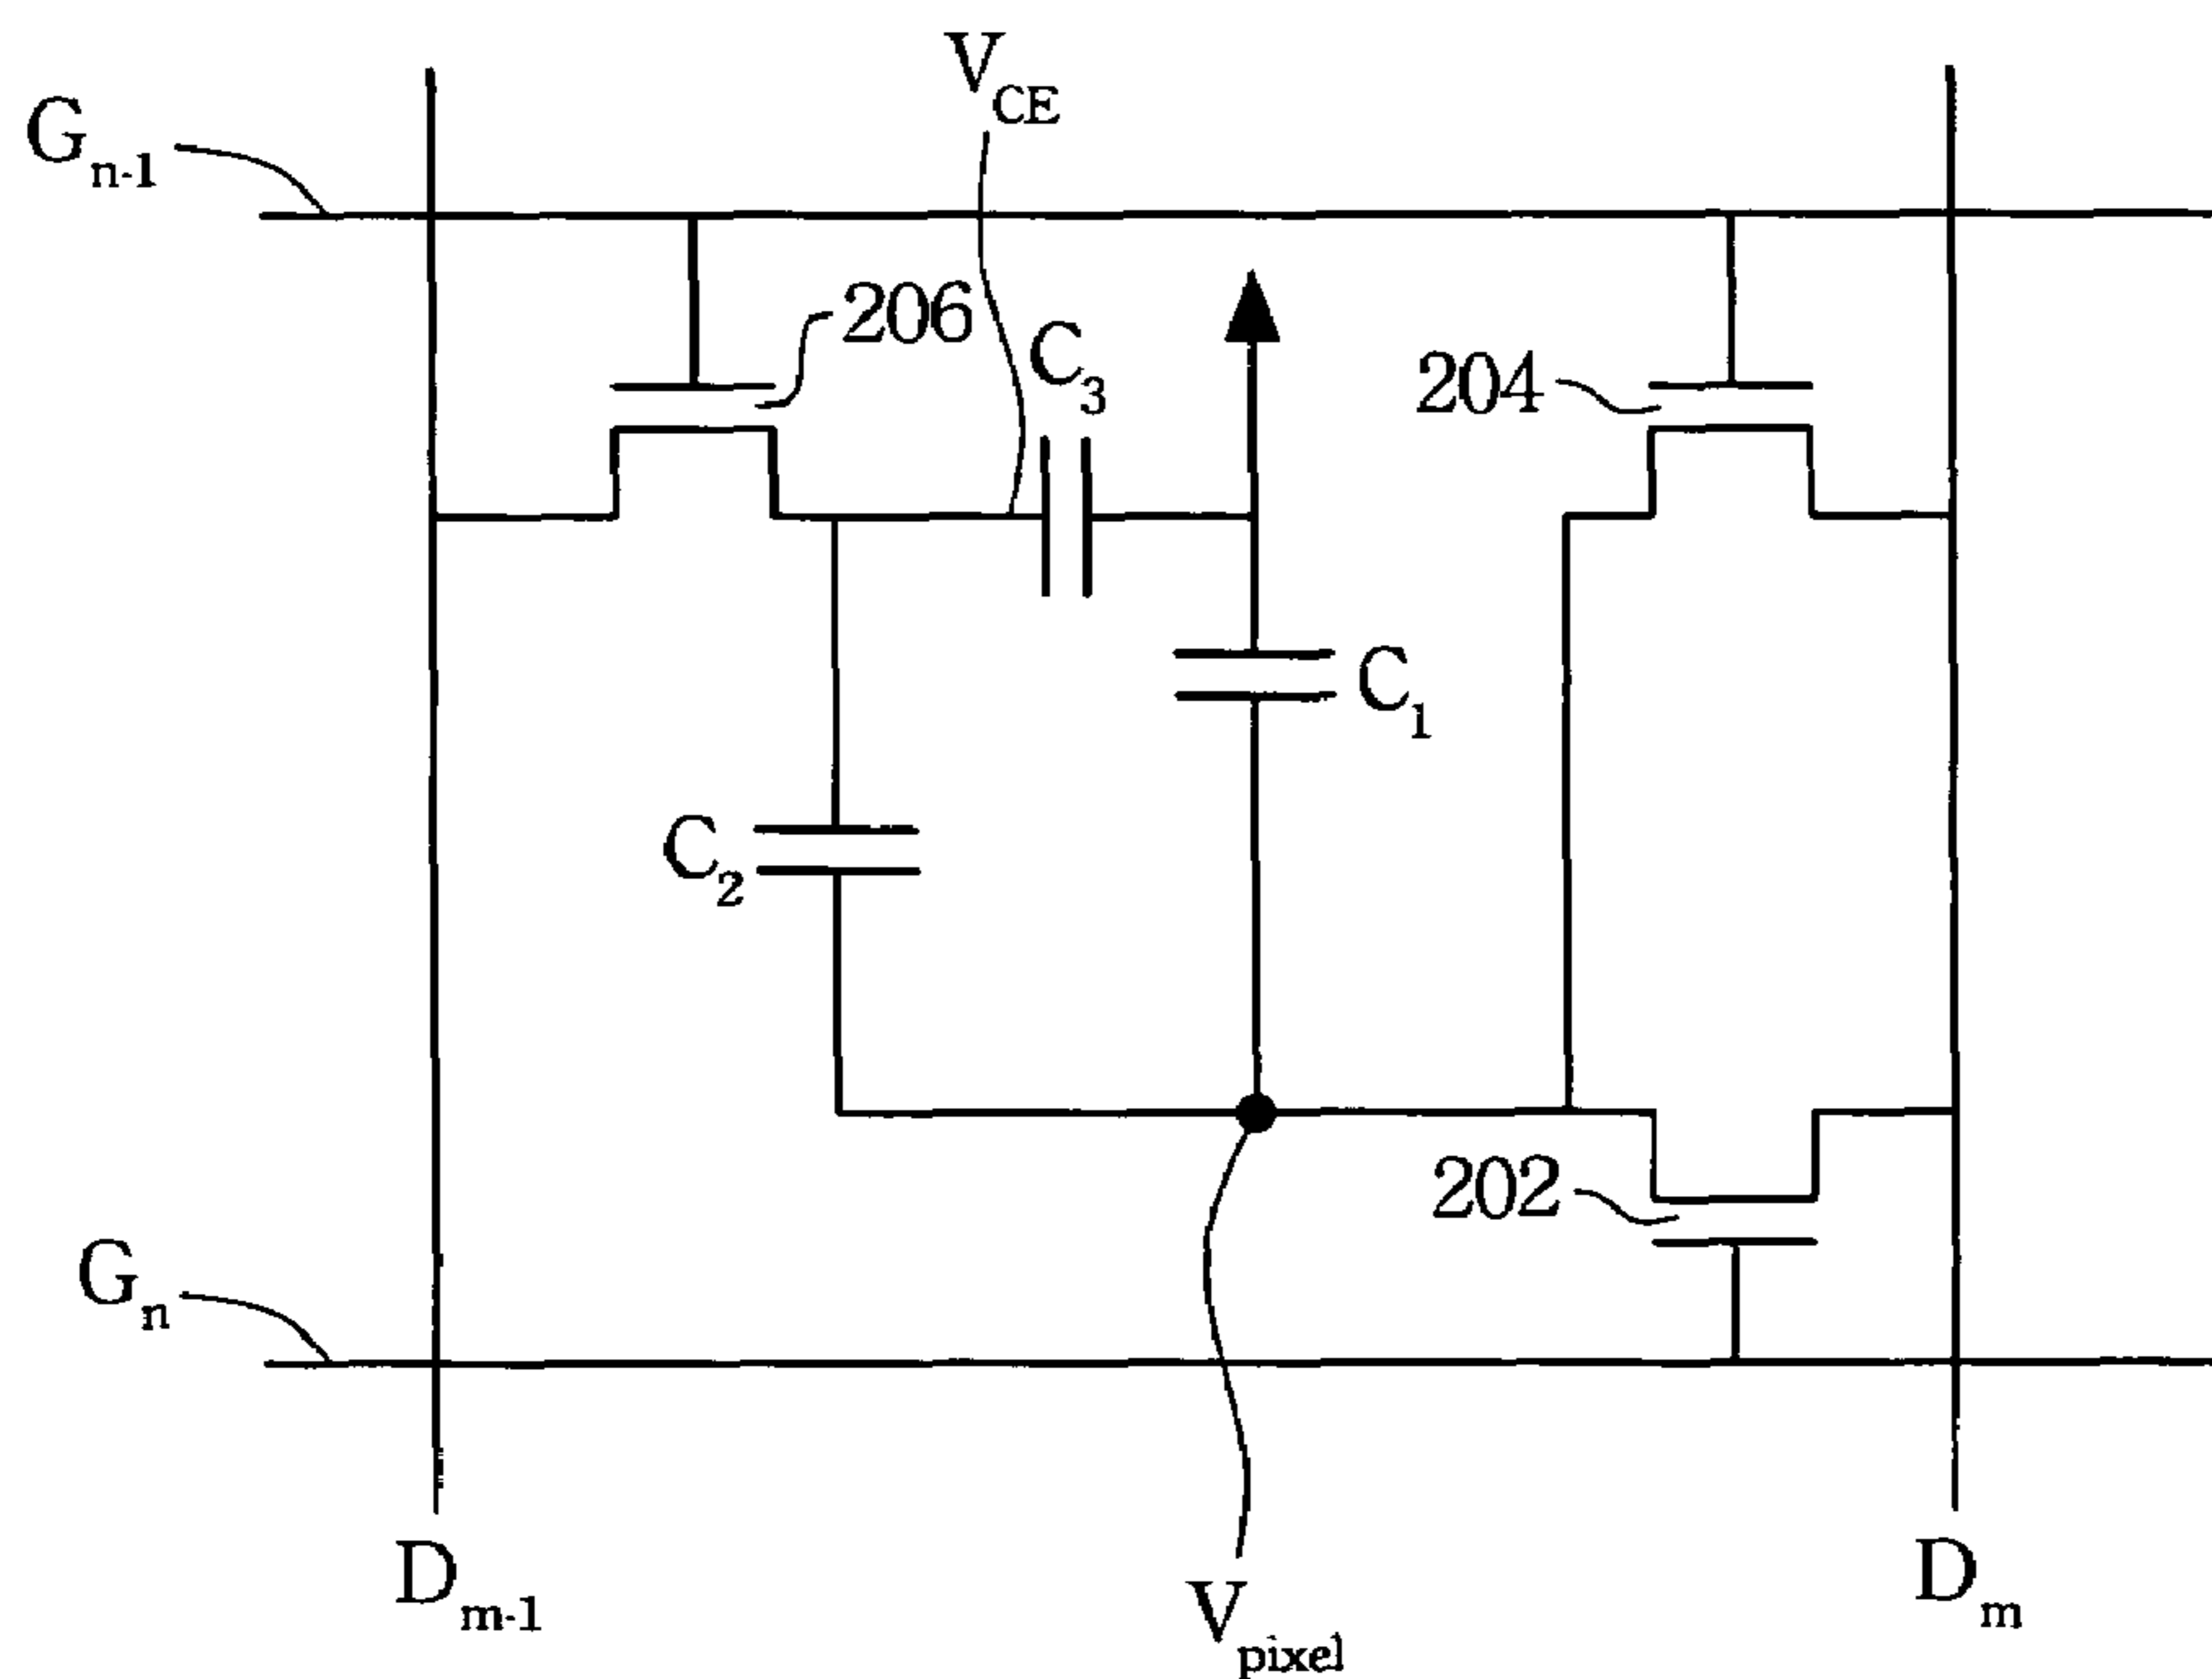 V_CE
G_n-1
206
C_3
204
C_1
C_2
202
G_n
D_m-1
D_m
V_pixel